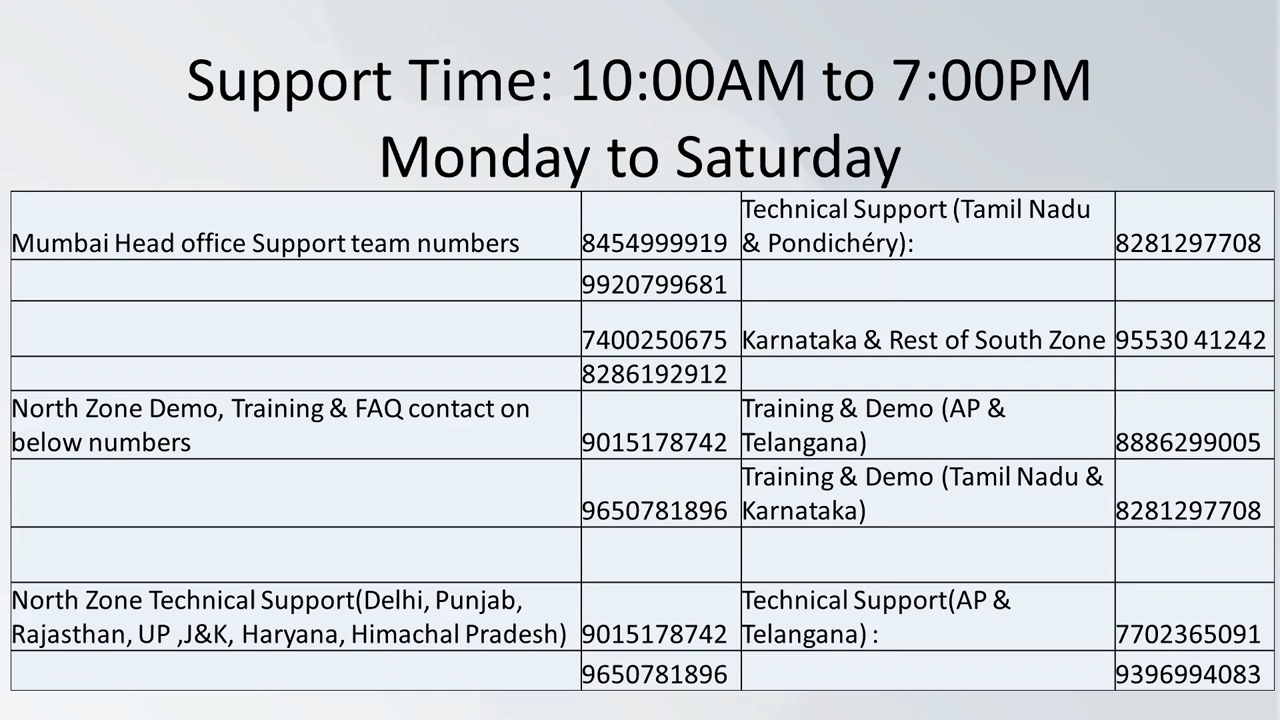 Support Time: 10:00AM to 7:00PM
Monday to Saturday
Mumbai Head office Support team numbers 8454999919 Technical Support (Tamil Nadu & Pondichéry): 8281297708
9920799681
7400250675 Karnataka & Rest of South Zone 95530 41242
8286192912
North Zone Demo, Training & FAQ contact on below numbers 9015178742 Training & Demo (AP & Telangana) 8886299005
9650781896 Training & Demo (Tamil Nadu & Karnataka) 8281297708
North Zone Technical Support(Delhi, Punjab, Rajasthan, UP ,J&K, Haryana, Himachal Pradesh) 9015178742 Technical Support(AP & Telangana) : 7702365091
9650781896 9396994083